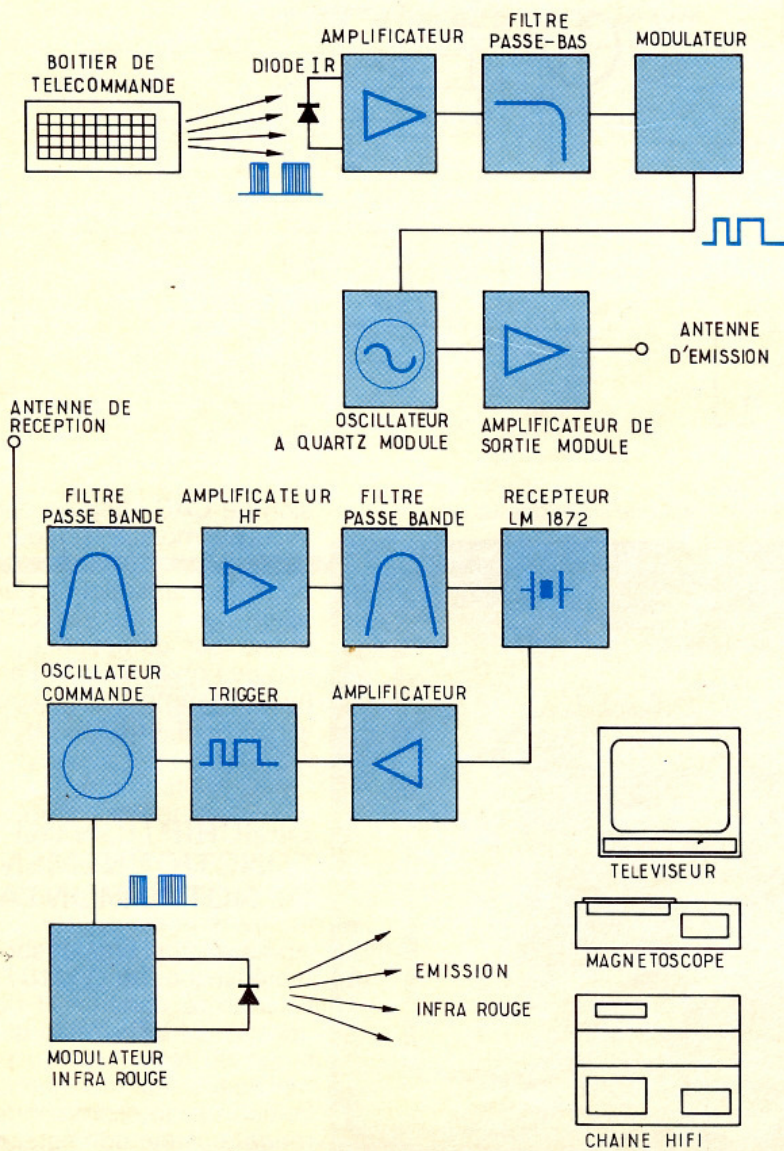 BOITIER DE
TELECOMMANDE
DIODE IR
AMPLIFICATEUR
FILTRE
PASSE-BAS
MODULATEUR
OSCILLATEUR
A QUARTZ MODULE
AMPLIFICATEUR DE
SORTIE MODULE
ANTENNE
D'EMISSION
ANTENNE DE
RECEPTION
FILTRE
PASSE BANDE
AMPLIFICATEUR
HF
FILTRE
PASSE BANDE
RECEPTEUR
LM 1872
OSCILLATEUR
COMMANDE
TRIGGER
AMPLIFICATEUR
TELEVISEUR
MAGNETOSCOPE
CHAINE HIFI
EMISSION
INFRA ROUGE
MODULATEUR
INFRA ROUGE